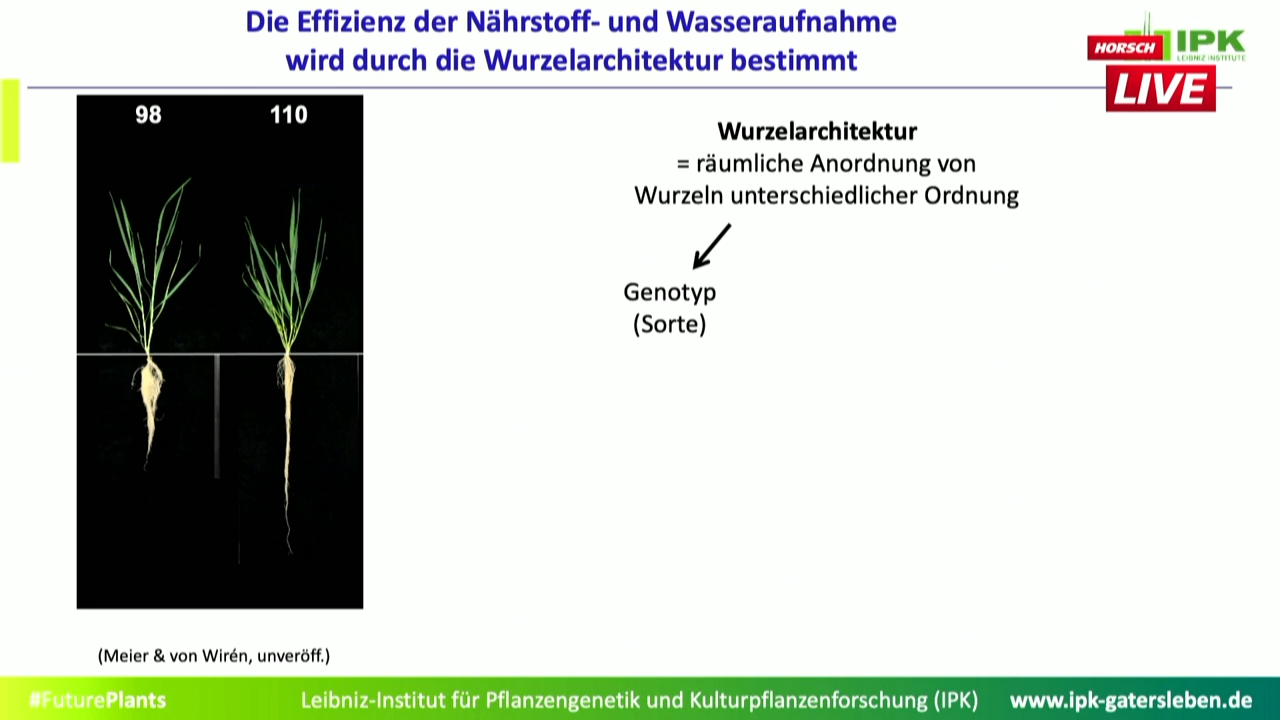 Die Effizienz der Nährstoff- und Wasseraufnahme
wird durch die Wurzelarchitektur bestimmt
HORSCH
IPK
LEIBNIZ INSTITUTE
LIVE
98
110
Wurzelarchitektur
= räumliche Anordnung von
Wurzeln unterschiedlicher Ordnung
Genotyp
(Sorte)
(Meier & von Wirén, unveröff.)
#FuturePlants
Leibniz-Institut für Pflanzengenetik und Kulturpflanzenforschung (IPK)
www.ipk-gatersleben.de